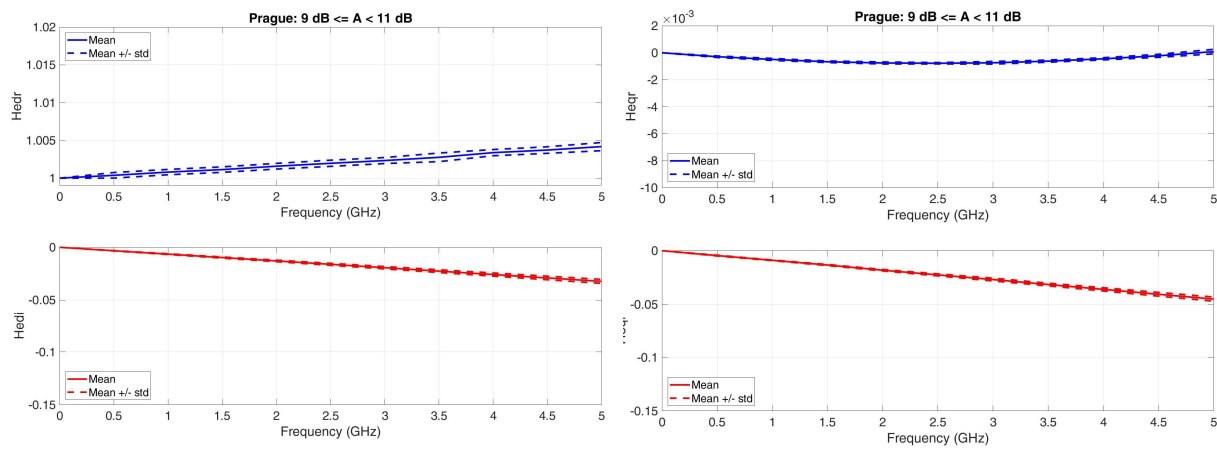 Prague: 9 dB <= A < 11 dB
1.02
1.015
1.01
1.005
1
Hedr
Mean
Mean +/- std
0 0.5 1 1.5 2 2.5 3 3.5 4 4.5 5
Frequency (GHz)
0
-0.05
-0.1
-0.15
Hedi
Mean
Mean +/- std
0 0.5 1 1.5 2 2.5 3 3.5 4 4.5 5
Frequency (GHz)
Prague: 9 dB <= A < 11 dB
×10-3
2
0
-2
-4
-6
-8
-10
Heqr
Mean
Mean +/- std
0 0.5 1 1.5 2 2.5 3 3.5 4 4.5 5
Frequency (GHz)
0
-0.05
-0.1
-0.15
Mean
Mean +/- std
0 0.5 1 1.5 2 2.5 3 3.5 4 4.5 5
Frequency (GHz)